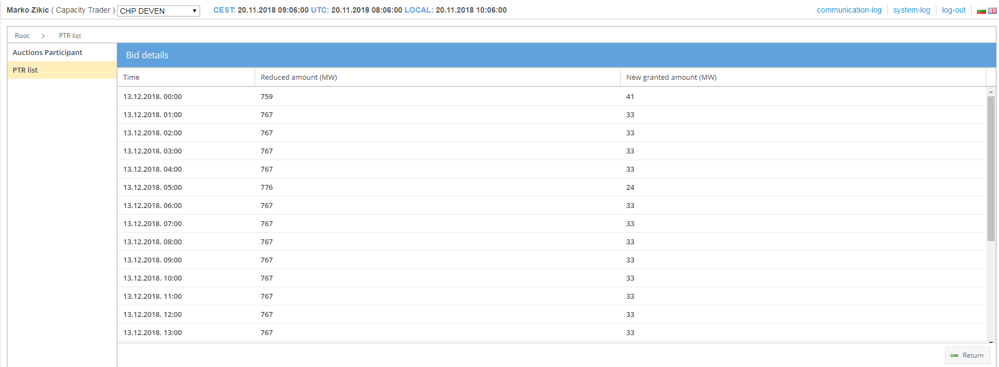 Marko Zikic ( Capacity Trader ) CHP DEVEN CEST: 20.11.2018 09:06:00 UTC: 20.11.2018 08:06:00 LOCAL: 20.11.2018 10:06:00 communication-log system-log log-out
Root > PTR list
Auctions Participant
PTR list
Bid details
Time Reduced amount (MW) New granted amount (MW)
13.12.2018. 00:00 759 41
13.12.2018. 01:00 767 33
13.12.2018. 02:00 767 33
13.12.2018. 03:00 767 33
13.12.2018. 04:00 767 33
13.12.2018. 05:00 776 24
13.12.2018. 06:00 767 33
13.12.2018. 07:00 767 33
13.12.2018. 08:00 767 33
13.12.2018. 09:00 767 33
13.12.2018. 10:00 767 33
13.12.2018. 11:00 767 33
13.12.2018. 12:00 767 33
13.12.2018. 13:00 767 33
Return